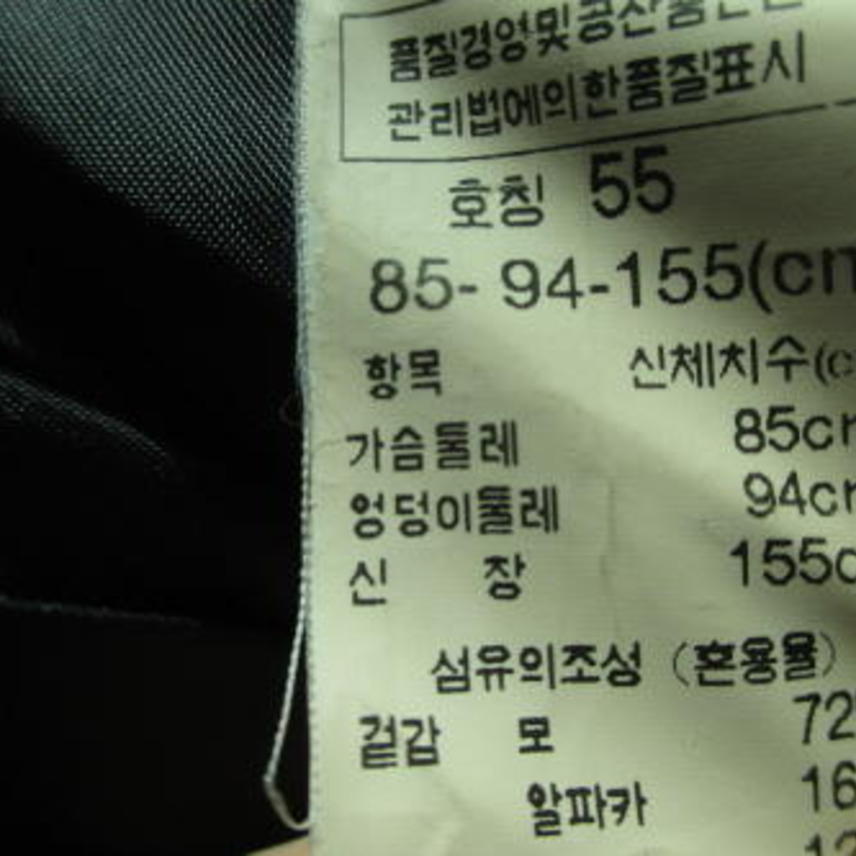 품질경영및공산품안전
관리법에의한품질표시
호칭 55
85- 94-155(cm
항목 신체치수(c
가슴둘레 85cm
엉덩이둘레 94cm
신 장 155c
섬유의조성 (혼용율)
겉감 모 72
알파카 16
12